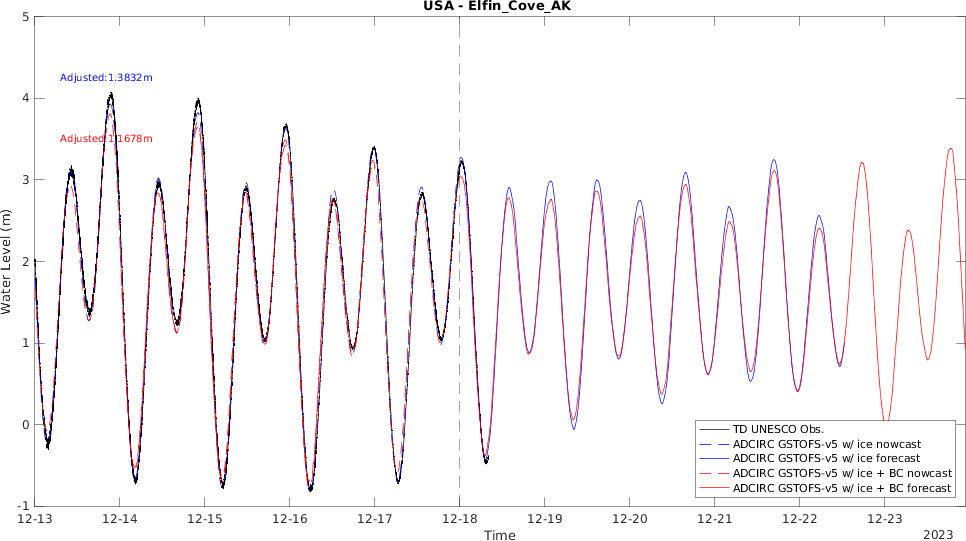 USA - Elfin_Cove_AK
5
4
3
2
1
0
-1
Water Level (m)
Adjusted:1.3832m
Adjusted:1.1678m
TD UNESCO Obs.
ADCIRC GSTOFS-v5 w/ ice nowcast
ADCIRC GSTOFS-v5 w/ ice forecast
ADCIRC GSTOFS-v5 w/ ice + BC nowcast
ADCIRC GSTOFS-v5 w/ ice + BC forecast
12-13 12-14 12-15 12-16 12-17 12-18 12-19 12-20 12-21 12-22 12-23
Time
2023